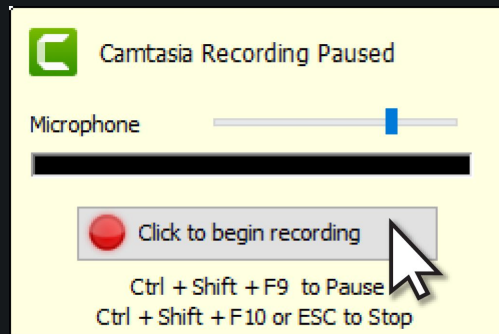 Camtasia Recording Paused
Microphone
Click to begin recording
Ctrl + Shift + F9 to Pause
Ctrl + Shift + F10 or ESC to Stop